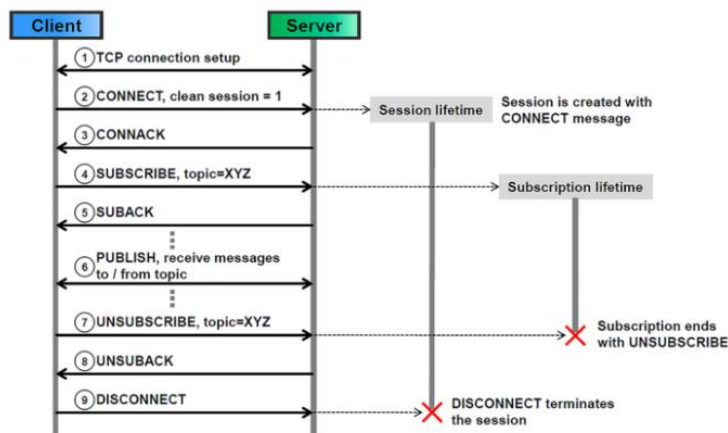 Client
Server
① TCP connection setup
② CONNECT, clean session = 1
Session lifetime
Session is created with
CONNECT message
③ CONNACK
④ SUBSCRIBE, topic=XYZ
Subscription lifetime
⑤ SUBACK
⑥ PUBLISH, receive messages
to / from topic
⑦ UNSUBSCRIBE, topic=XYZ
Subscription ends
with UNSUBSCRIBE
⑧ UNSUBACK
⑨ DISCONNECT
DISCONNECT terminates
the session